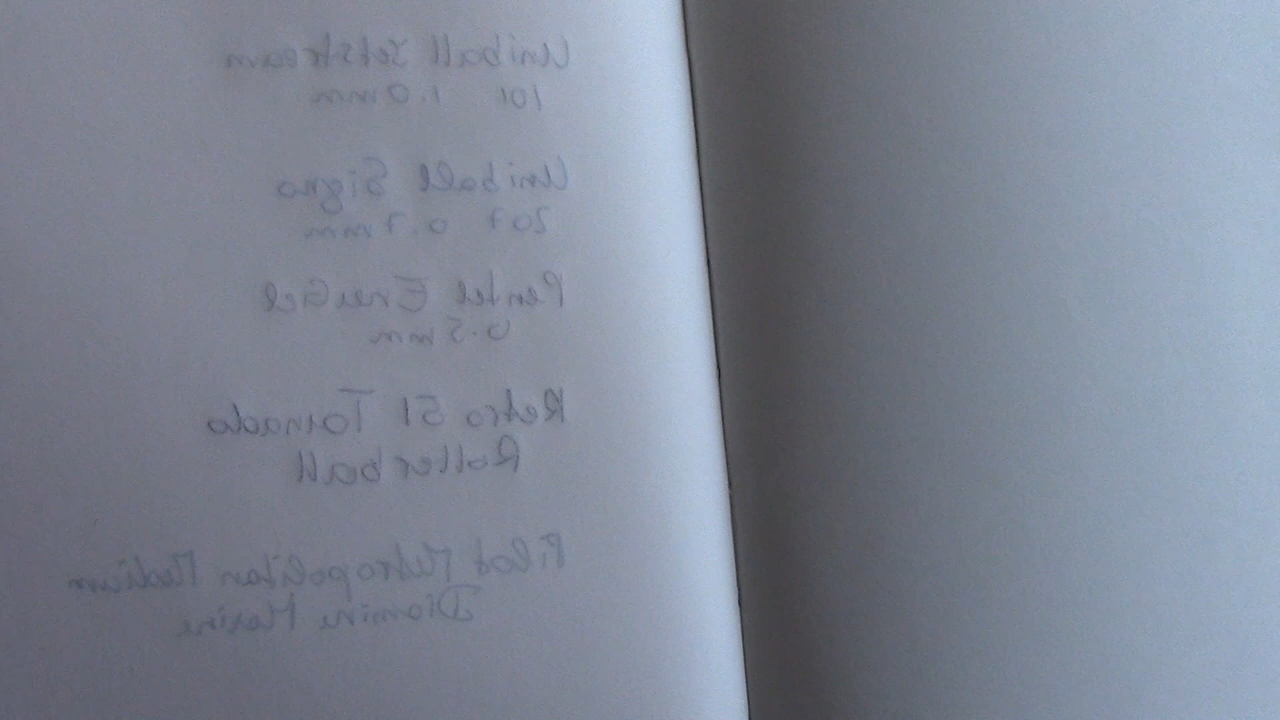 Uniball Jetstream
101 1.0mm
Uniball Signo
207 0.7mm
Pentel EnerGel
0.5mm
Retro 51 Tornado
Rollerball
Pilot Metropolitan Medium
Diamine Marine